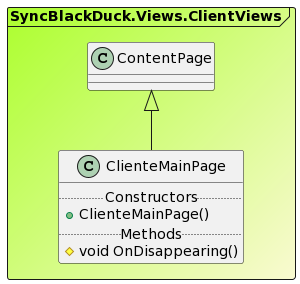 SyncBlackDuck.Views.ClientViews
C ContentPage
C ClienteMainPage
Constructors
ClienteMainPage()
Methods
void OnDisappearing()